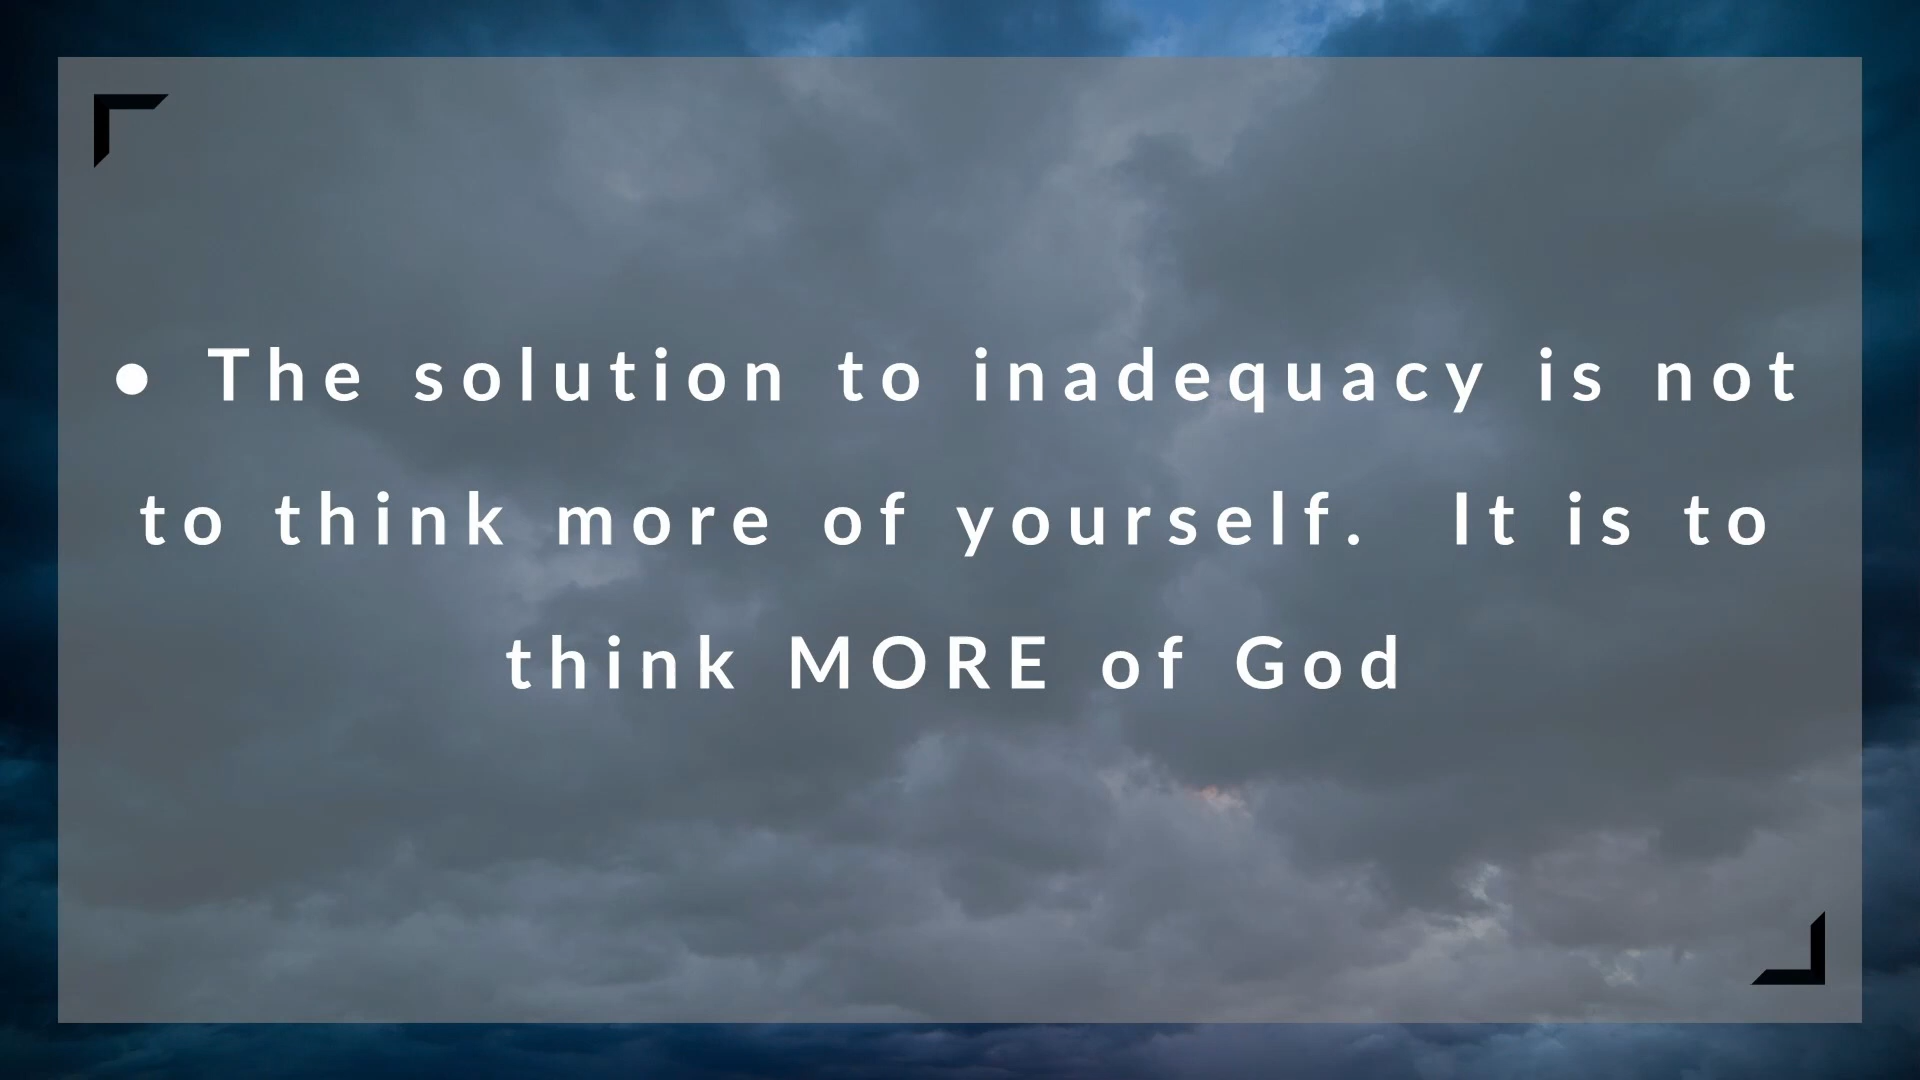 • The solution to inadequacy is not
to think more of yourself.  It is to
think MORE of God